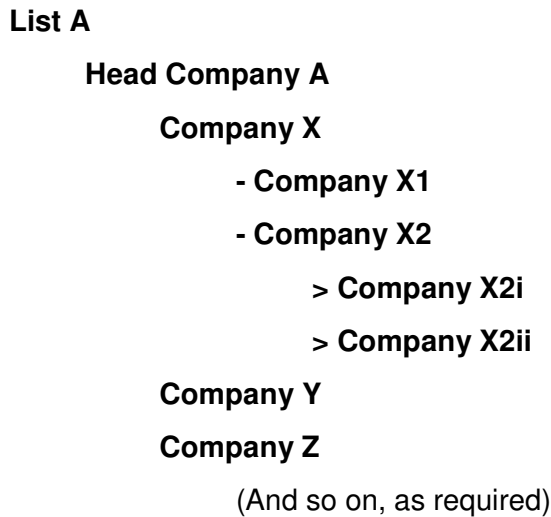 List A
Head Company A
Company X
- Company X1
- Company X2
> Company X2i
> Company X2ii
Company Y
Company Z
(And so on, as required)